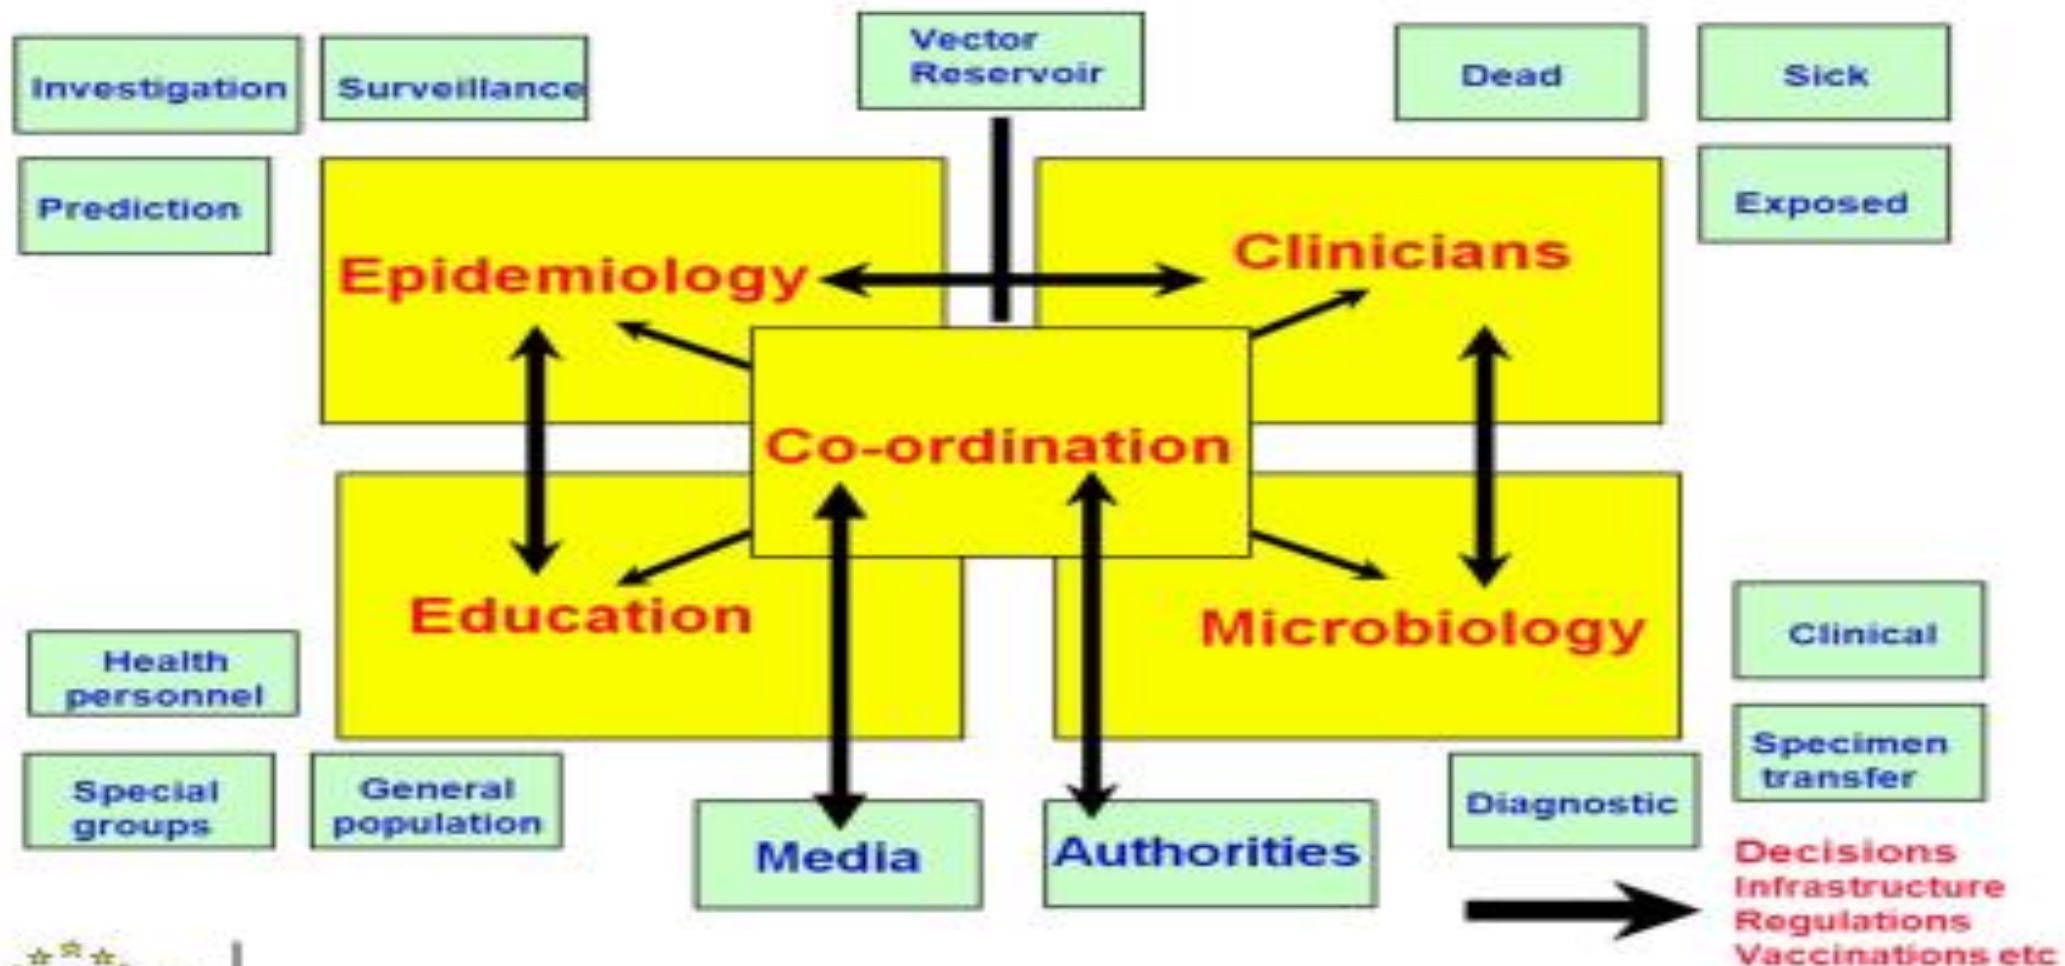 Vector
Reservoir
Investigation
Surveillance
Dead
Sick
Prediction
Exposed
Epidemiology
Clinicians
Co-ordination
Education
Microbiology
Health
personnel
Clinical
Special
groups
General
population
Specimen
transfer
Diagnostic
Media
Authorities
Decisions
Infrastructure
Regulations
Vaccinations etc